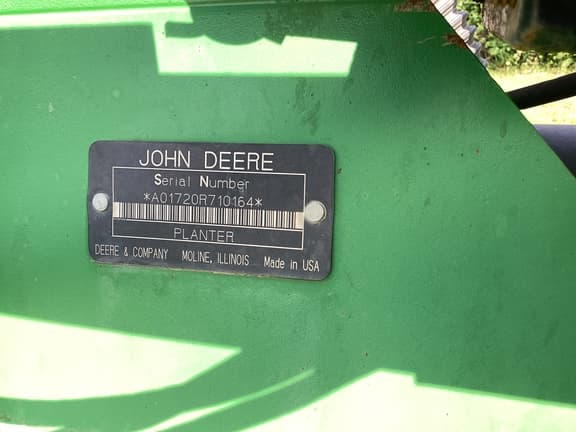 JOHN DEERE
Serial Number
*A01720R710164*
PLANTER
DEERE & COMPANY MOLINE, ILLINOIS Made in USA